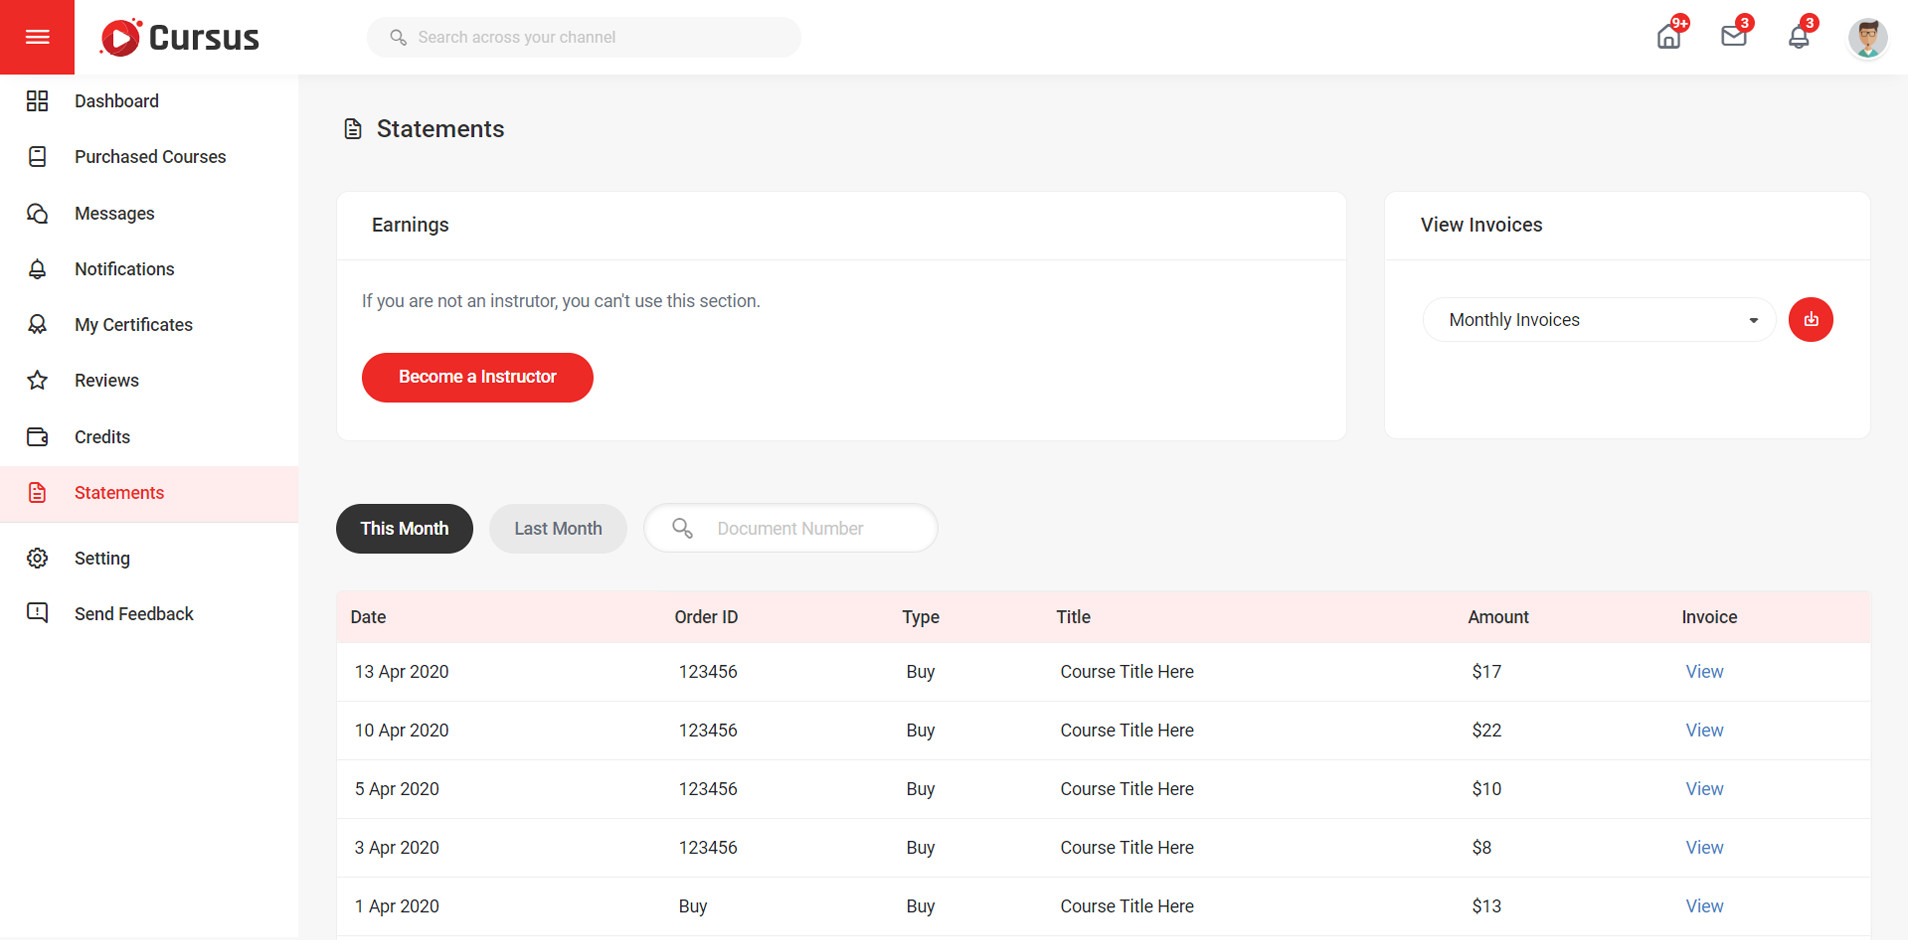 Cursus
Search across your channel
9+
3
3
Dashboard
Purchased Courses
Messages
Notifications
My Certificates
Reviews
Credits
Statements
Setting
Send Feedback
Statements
Earnings
If you are not an instrutor, you can't use this section.
Become a Instructor
View Invoices
Monthly Invoices
This Month
Last Month
Document Number
Date Order ID Type Title Amount Invoice
13 Apr 2020 123456 Buy Course Title Here $17 View
10 Apr 2020 123456 Buy Course Title Here $22 View
5 Apr 2020 123456 Buy Course Title Here $10 View
3 Apr 2020 123456 Buy Course Title Here $8 View
1 Apr 2020 Buy Buy Course Title Here $13 View